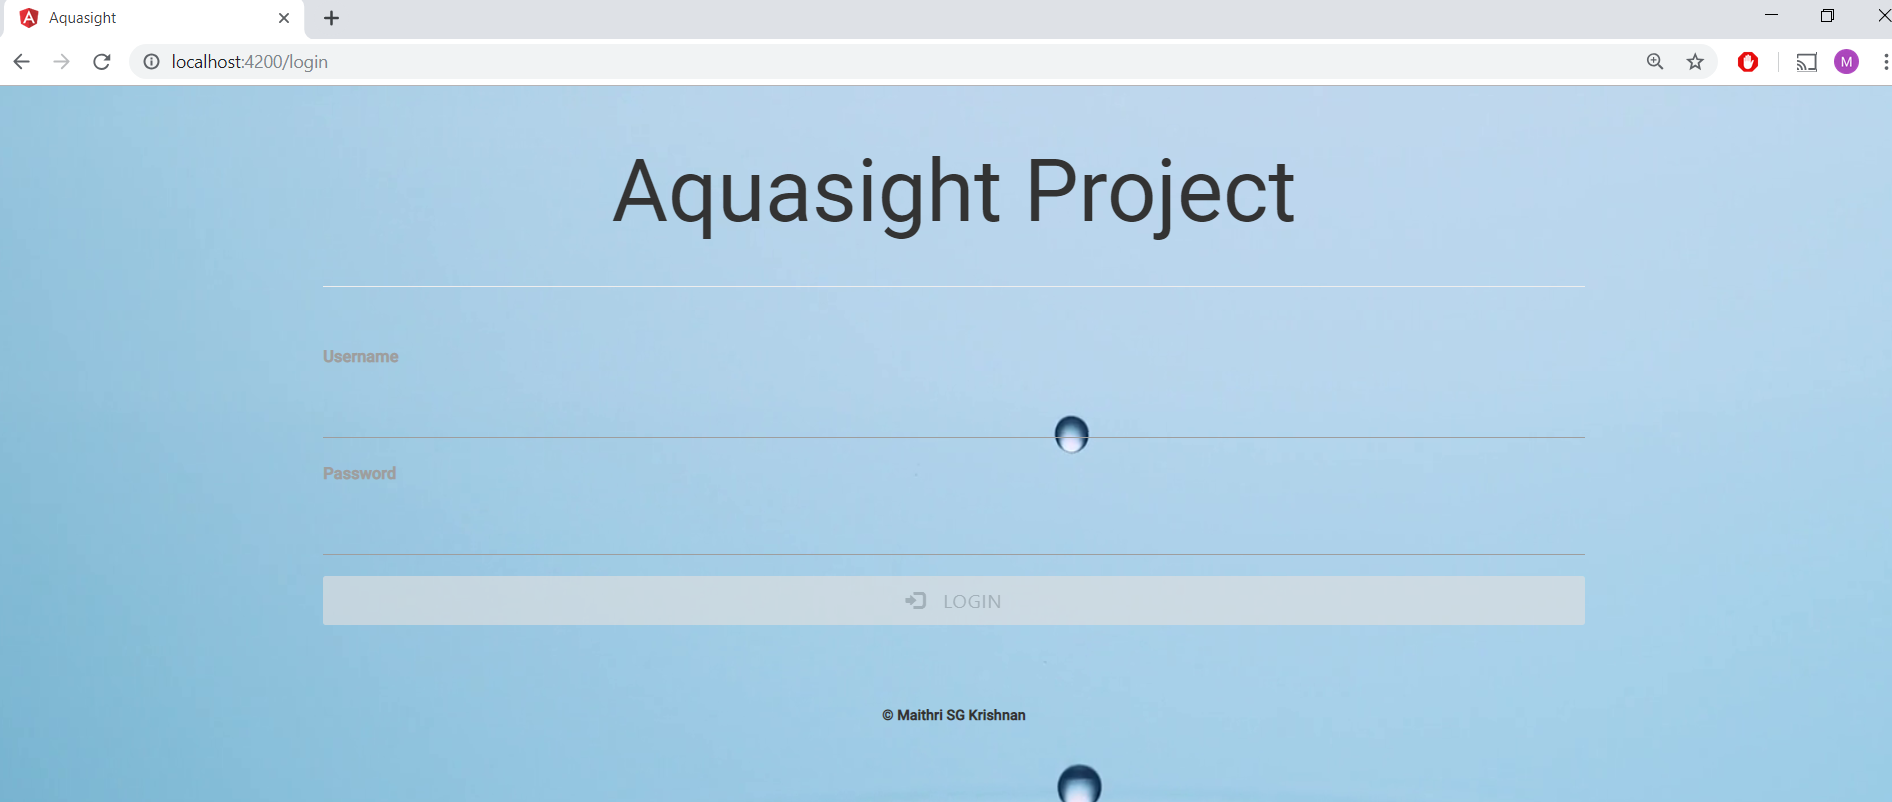 Aquasight
localhost:4200/login
M
Aquasight Project
Username
Password
LOGIN
© Maithri SG Krishnan